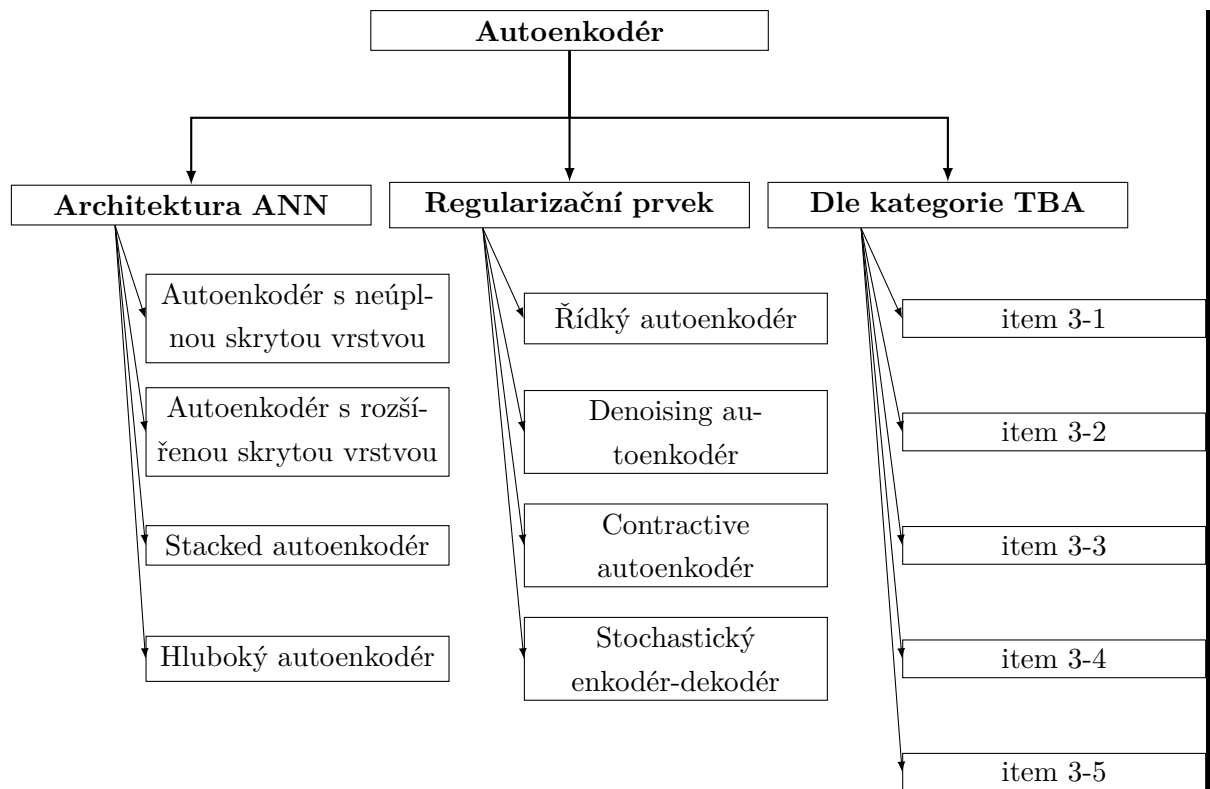 Autoenkodér
Architektura ANN
Regularizační prvek
Dle kategorie TBA
Autoenkodér s neúpl-
nou skrytou vrstvou
Autoenkodér s rozší-
řenou skrytou vrstvou
Stacked autoenkodér
Hluboký autoenkodér
Řídký autoenkodér
Denoising au-
toenkodér
Contractive
autoenkodér
Stochastický
enkodér-dekodér
item 3-1
item 3-2
item 3-3
item 3-4
item 3-5